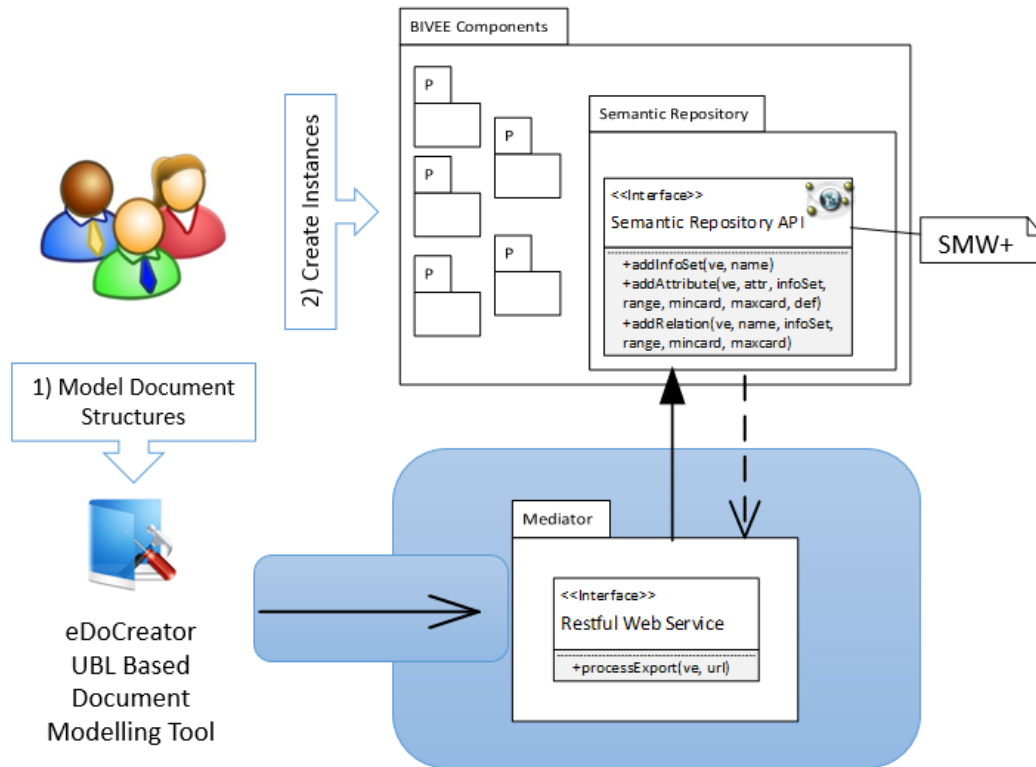 BIVEE Components
P
P
P
P
P
2) Create Instances
Semantic Repository
<<Interface>>
Semantic Repository API
+addInfoSet(ve, name)
+addAttribute(ve, attr, infoSet,
range, mincard, maxcard, def)
+addRelation(ve, name, infoSet,
range, mincard, maxcard)
SMW+
1) Model Document
Structures
eDoCreator
UBL Based
Document
Modelling Tool
Mediator
<<Interface>>
Restful Web Service
+processExport(ve, url)